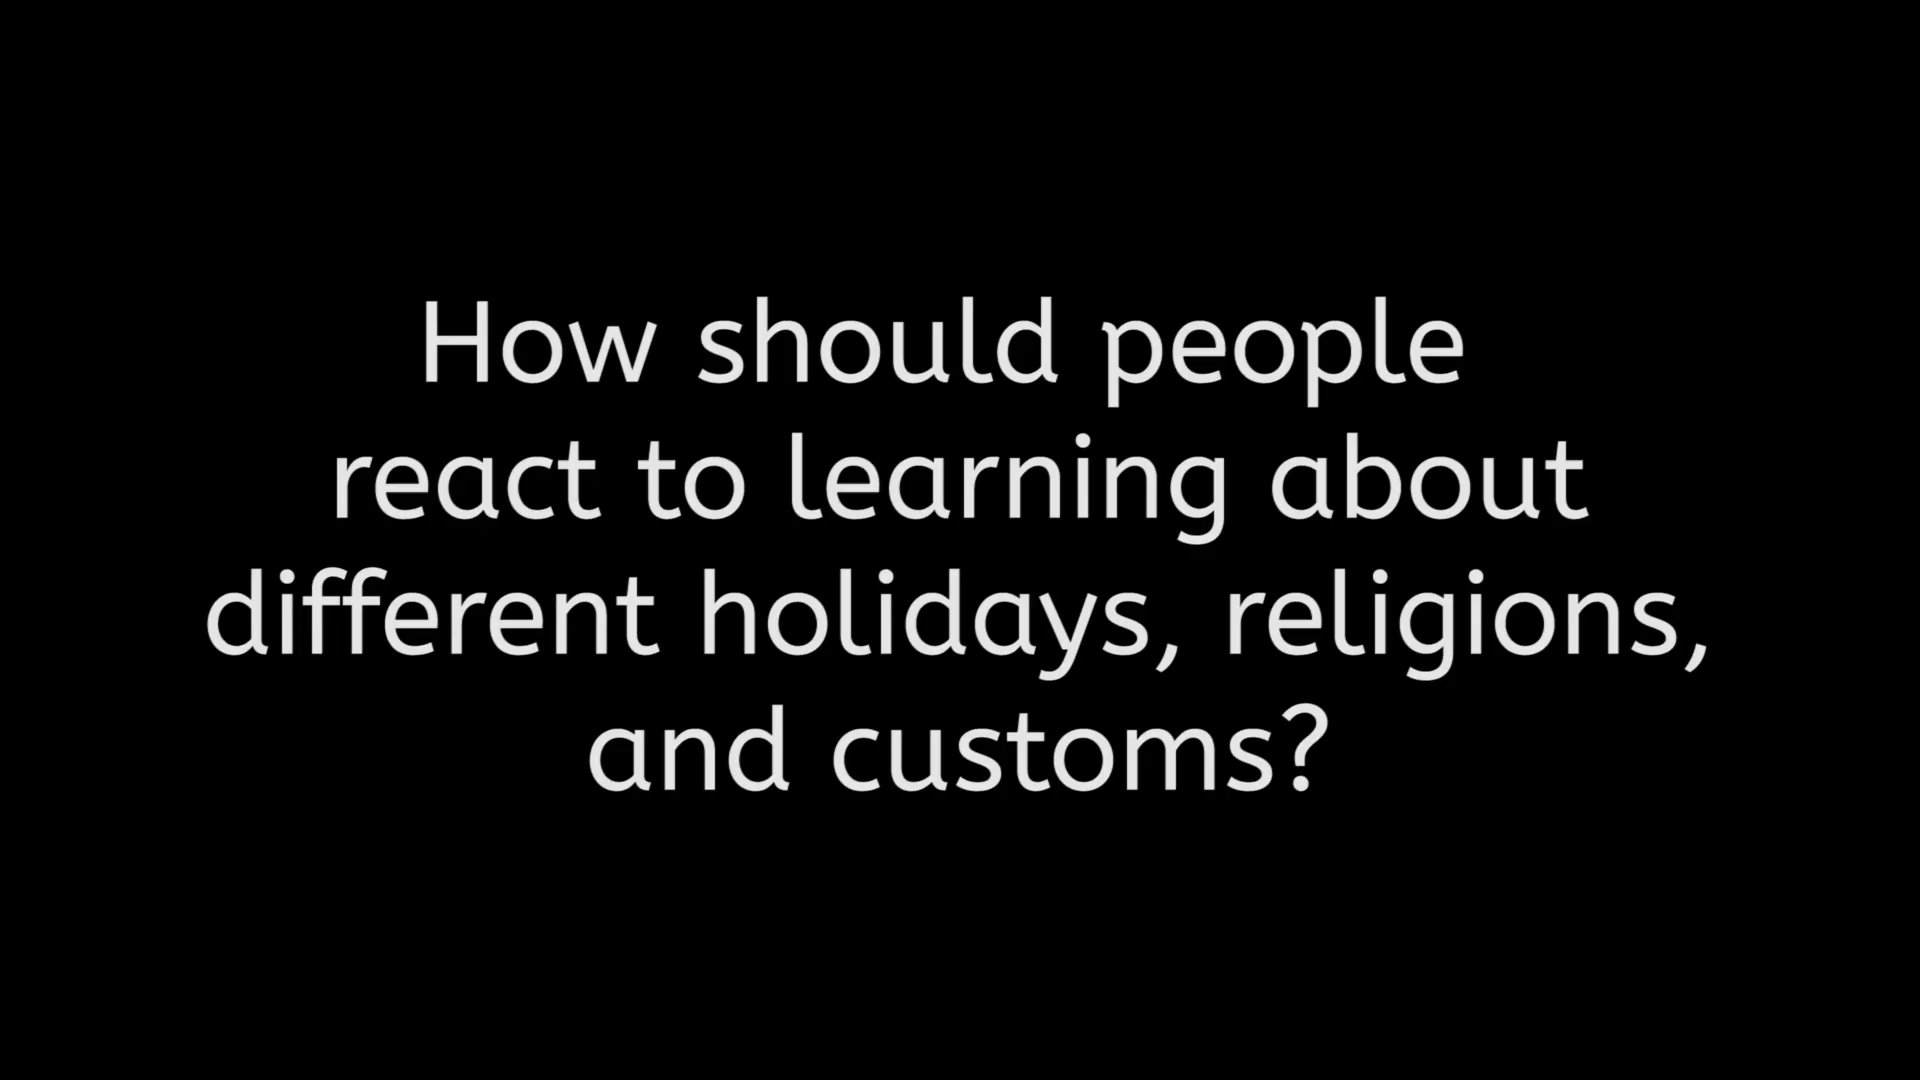 How should people
react to learning about
different holidays, religions,
and customs?